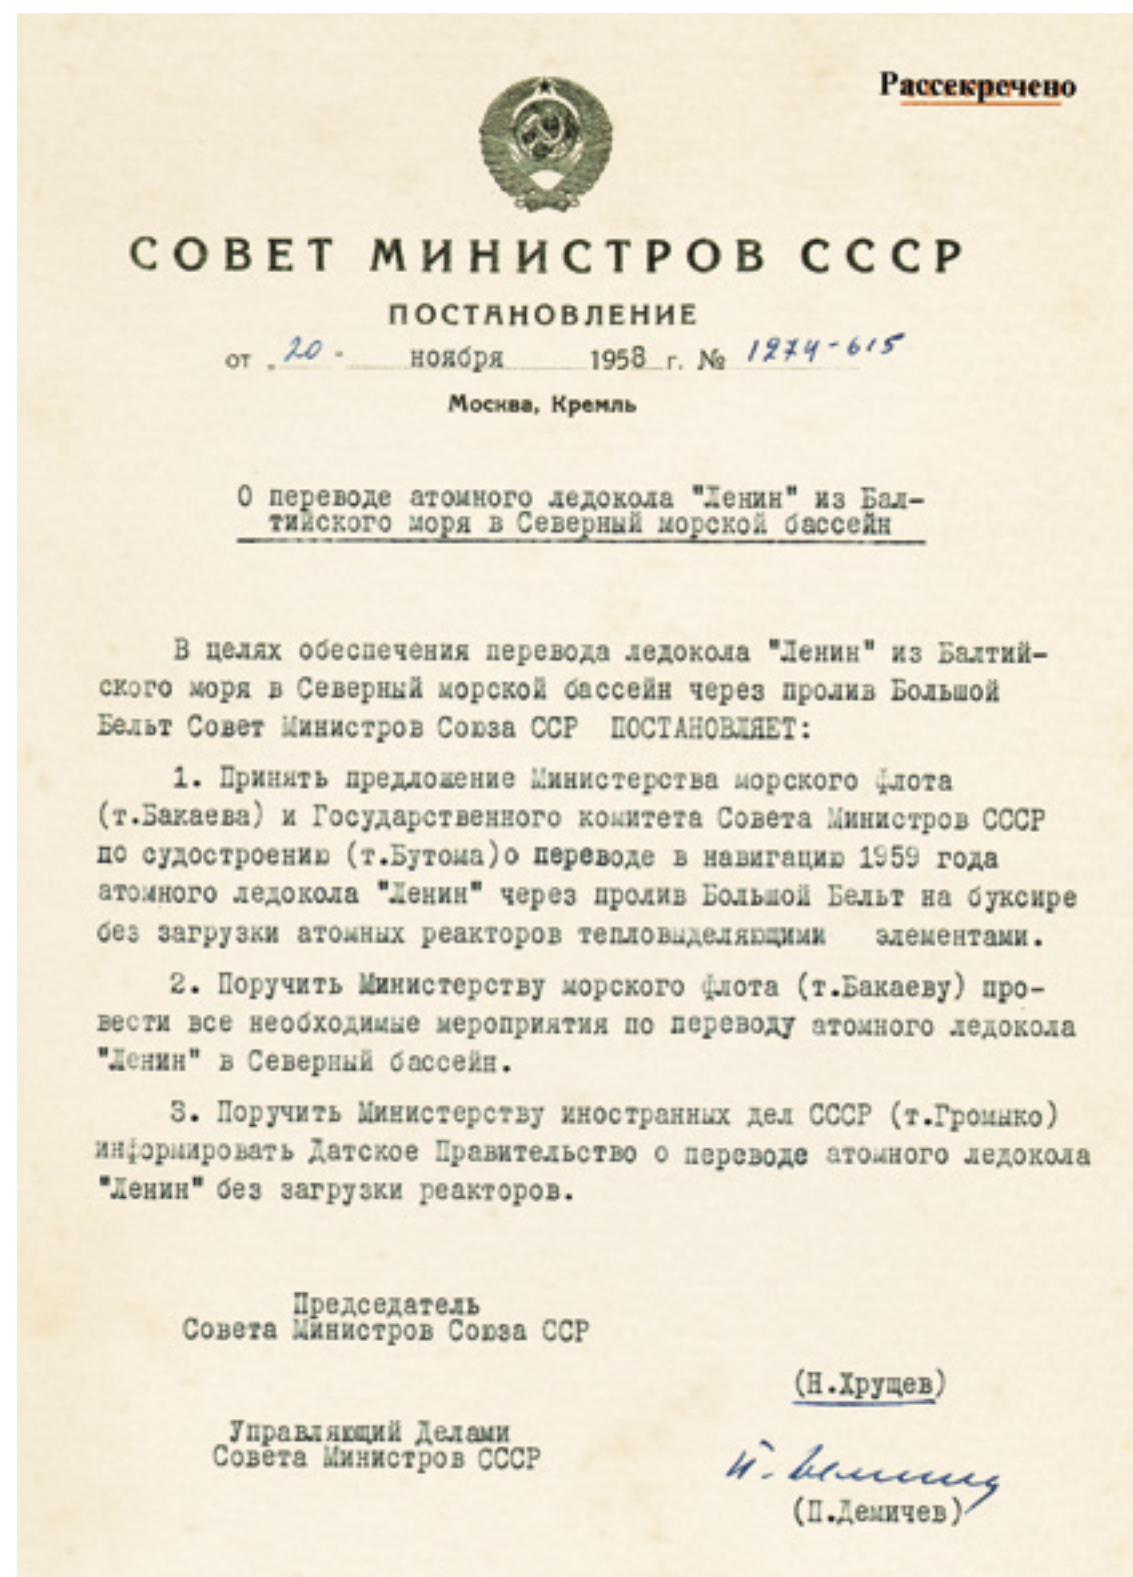 Рассекречено
СОВЕТ МИНИСТРОВ СССР
ПОСТАНОВЛЕНИЕ
от „20" ноября 1958 г. № 1274-615
Москва, Кремль
О переводе атомного ледокола "Ленин" из Бал-
тийского моря в Северный морской бассейн
В целях обеспечения перевода ледокола "Ленин" из Балтий-
ского моря в Северный морской бассейн через пролив Большой
Бельт Совет Министров Союза ССР ПОСТАНОВЛЯЕТ:
1. Принять предложение Министерства морского флота
(т.Бакаева) и Государственного комитета Совета Министров СССР
по судостроению (т.Бутома)о переводе в навигацию 1959 года
атомного ледокола "Ленин" через пролив Большой Бельт на буксире
без загрузки атомных реакторов тепловыделяющими элементами.
2. Поручить Министерству морского флота (т.Бакаеву) про-
вести все необходимые мероприятия по переводу атомного ледокола
"Ленин" в Северный бассейн.
3. Поручить Министерству иностранных дел СССР (т.Громыко)
информировать Датское Правительство о переводе атомного ледокола
"Ленин" без загрузки реакторов.
Председатель
Совета Министров Союза ССР
(Н.Хрущев)
Управляющий Делами
Совета Министров СССР
(П.Демичев)